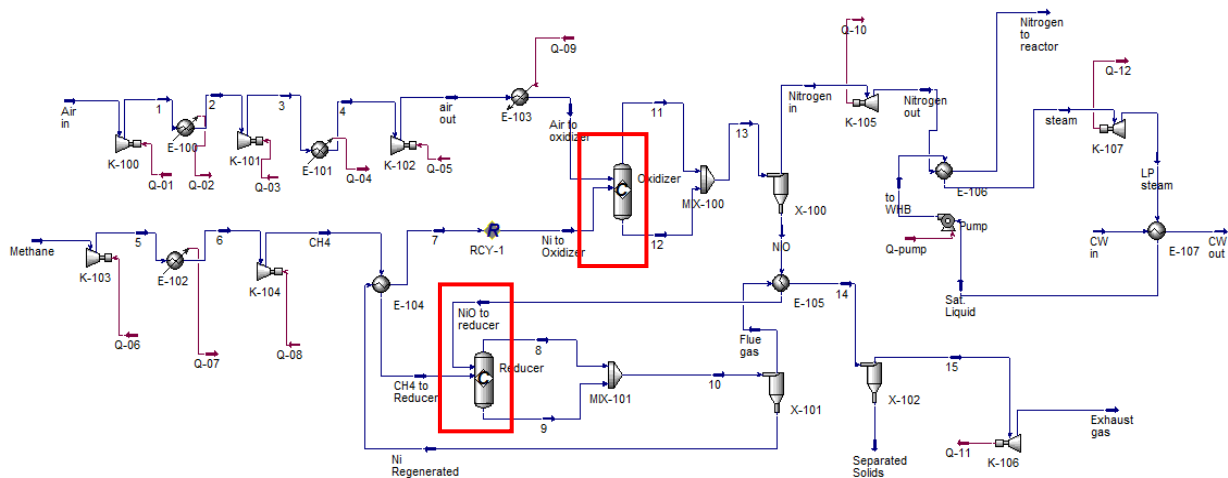 Air
in
K-100
Q-01
1
E-100
Q-02
2
K-101
Q-03
3
E-101
Q-04
4
K-102
Q-05
air
out
E-103
Q-09
Air to
oxidizer
11
Oxidizer
12
MIX-100
13
X-100
Nitrogen
in
Q-10
K-105
Nitrogen
out
Nitrogen
to
reactor
steam
Q-12
K-107
LP
steam
E-106
to
WHB
Pump
Q-pump
CW
in
E-107
CW
out
Sat.
Liquid
Methane
K-103
Q-06
5
E-102
Q-07
6
K-104
Q-08
CH4
E-104
7
R
RCY-1
Ni to
Oxidizer
C
NiO
E-105
14
NiO to
reducer
CH4 to
Reducer
Reducer
C
8
9
MIX-101
10
Flue
gas
X-101
Ni
Regenerated
X-102
15
Separated
Solids
Q-11
K-106
Exhaust
gas